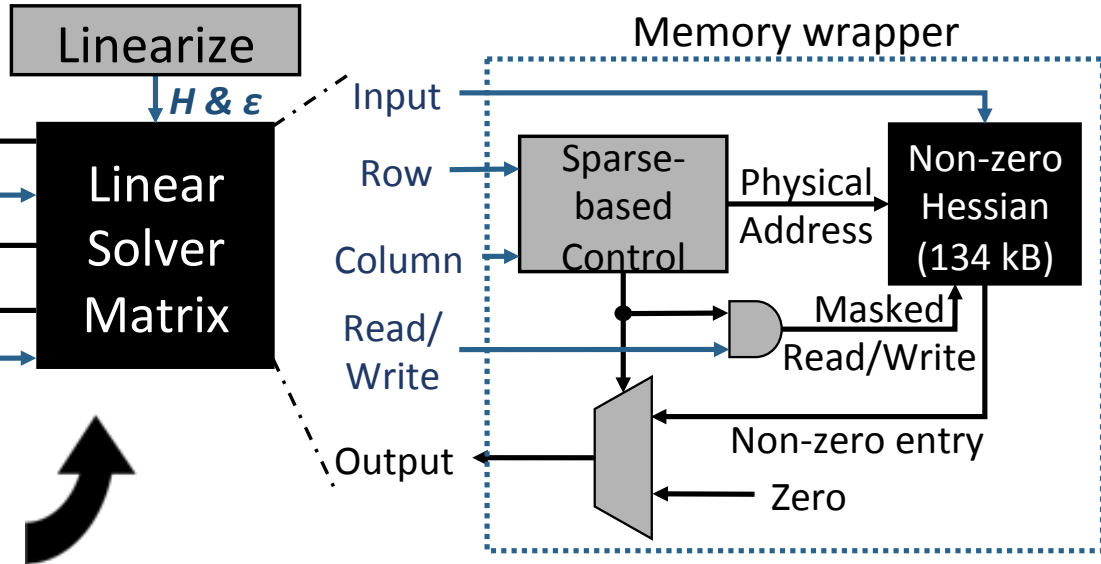 Linearize
H & ε
Linear
Solver
Matrix
Memory wrapper
Input
Row
Column
Read/
Write
Output
Sparse-
based
Control
Physical
Address
Non-zero
Hessian
(134 kB)
Masked
Read/Write
Non-zero entry
Zero